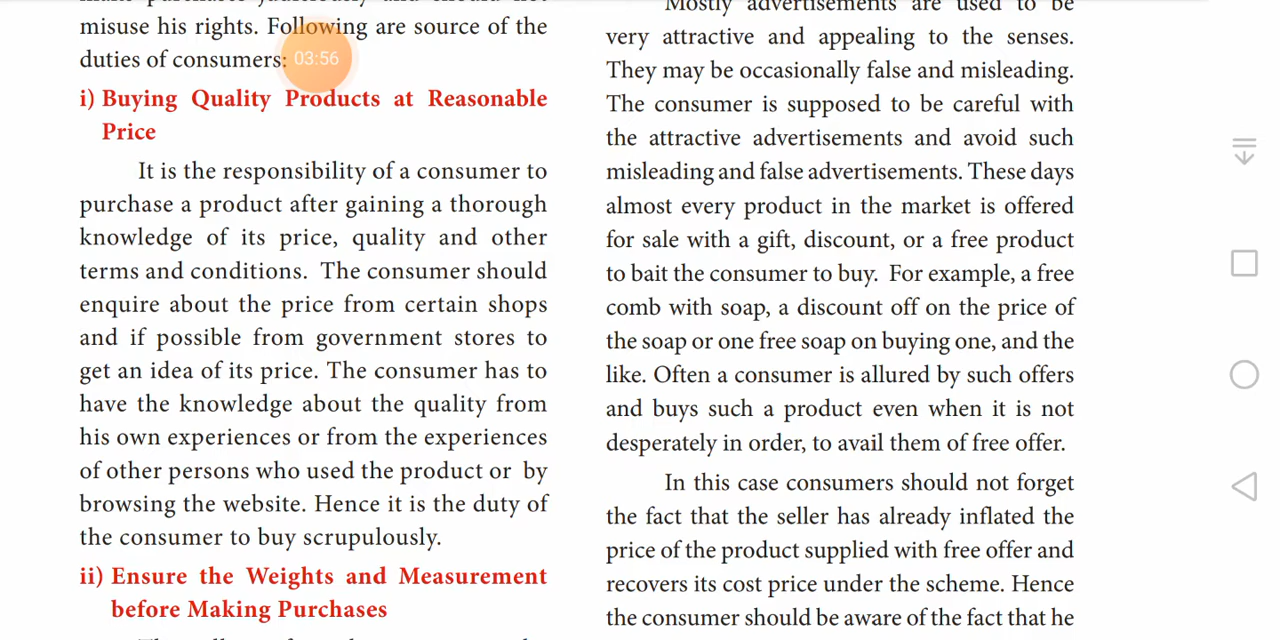 misuse his rights. Following are source of the
duties of consumers:
03:56
i) Buying Quality Products at Reasonable
Price
It is the responsibility of a consumer to
purchase a product after gaining a thorough
knowledge of its price, quality and other
terms and conditions. The consumer should
enquire about the price from certain shops
and if possible from government stores to
get an idea of its price. The consumer has to
have the knowledge about the quality from
his own experiences or from the experiences
of other persons who used the product or by
browsing the website. Hence it is the duty of
the consumer to buy scrupulously.
ii) Ensure the Weights and Measurement
before Making Purchases
Mostly advertisements are used to be
very attractive and appealing to the senses.
They may be occasionally false and misleading.
The consumer is supposed to be careful with
the attractive advertisements and avoid such
misleading and false advertisements. These days
almost every product in the market is offered
for sale with a gift, discount, or a free product
to bait the consumer to buy. For example, a free
comb with soap, a discount off on the price of
the soap or one free soap on buying one, and the
like. Often a consumer is allured by such offers
and buys such a product even when it is not
desperately in order, to avail them of free offer.
In this case consumers should not forget
the fact that the seller has already inflated the
price of the product supplied with free offer and
recovers its cost price under the scheme. Hence
the consumer should be aware of the fact that he